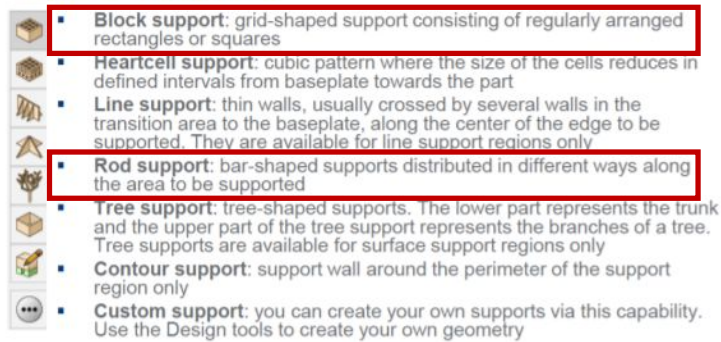 Block support: grid-shaped support consisting of regularly arranged
rectangles or squares
Heartcell support: cubic pattern where the size of the cells reduces in
defined intervals from baseplate towards the part
Line support: thin walls, usually crossed by several walls in the
transition area to the baseplate, along the center of the edge to be
supported. They are available for line support regions only
Rod support: bar-shaped supports distributed in different ways along
the area to be supported
Tree support: tree-shaped supports. The lower part represents the trunk
and the upper part of the tree support represents the branches of a tree.
Tree supports are available for surface support regions only
Contour support: support wall around the perimeter of the support
region only
Custom support: you can create your own supports via this capability.
Use the Design tools to create your own geometry